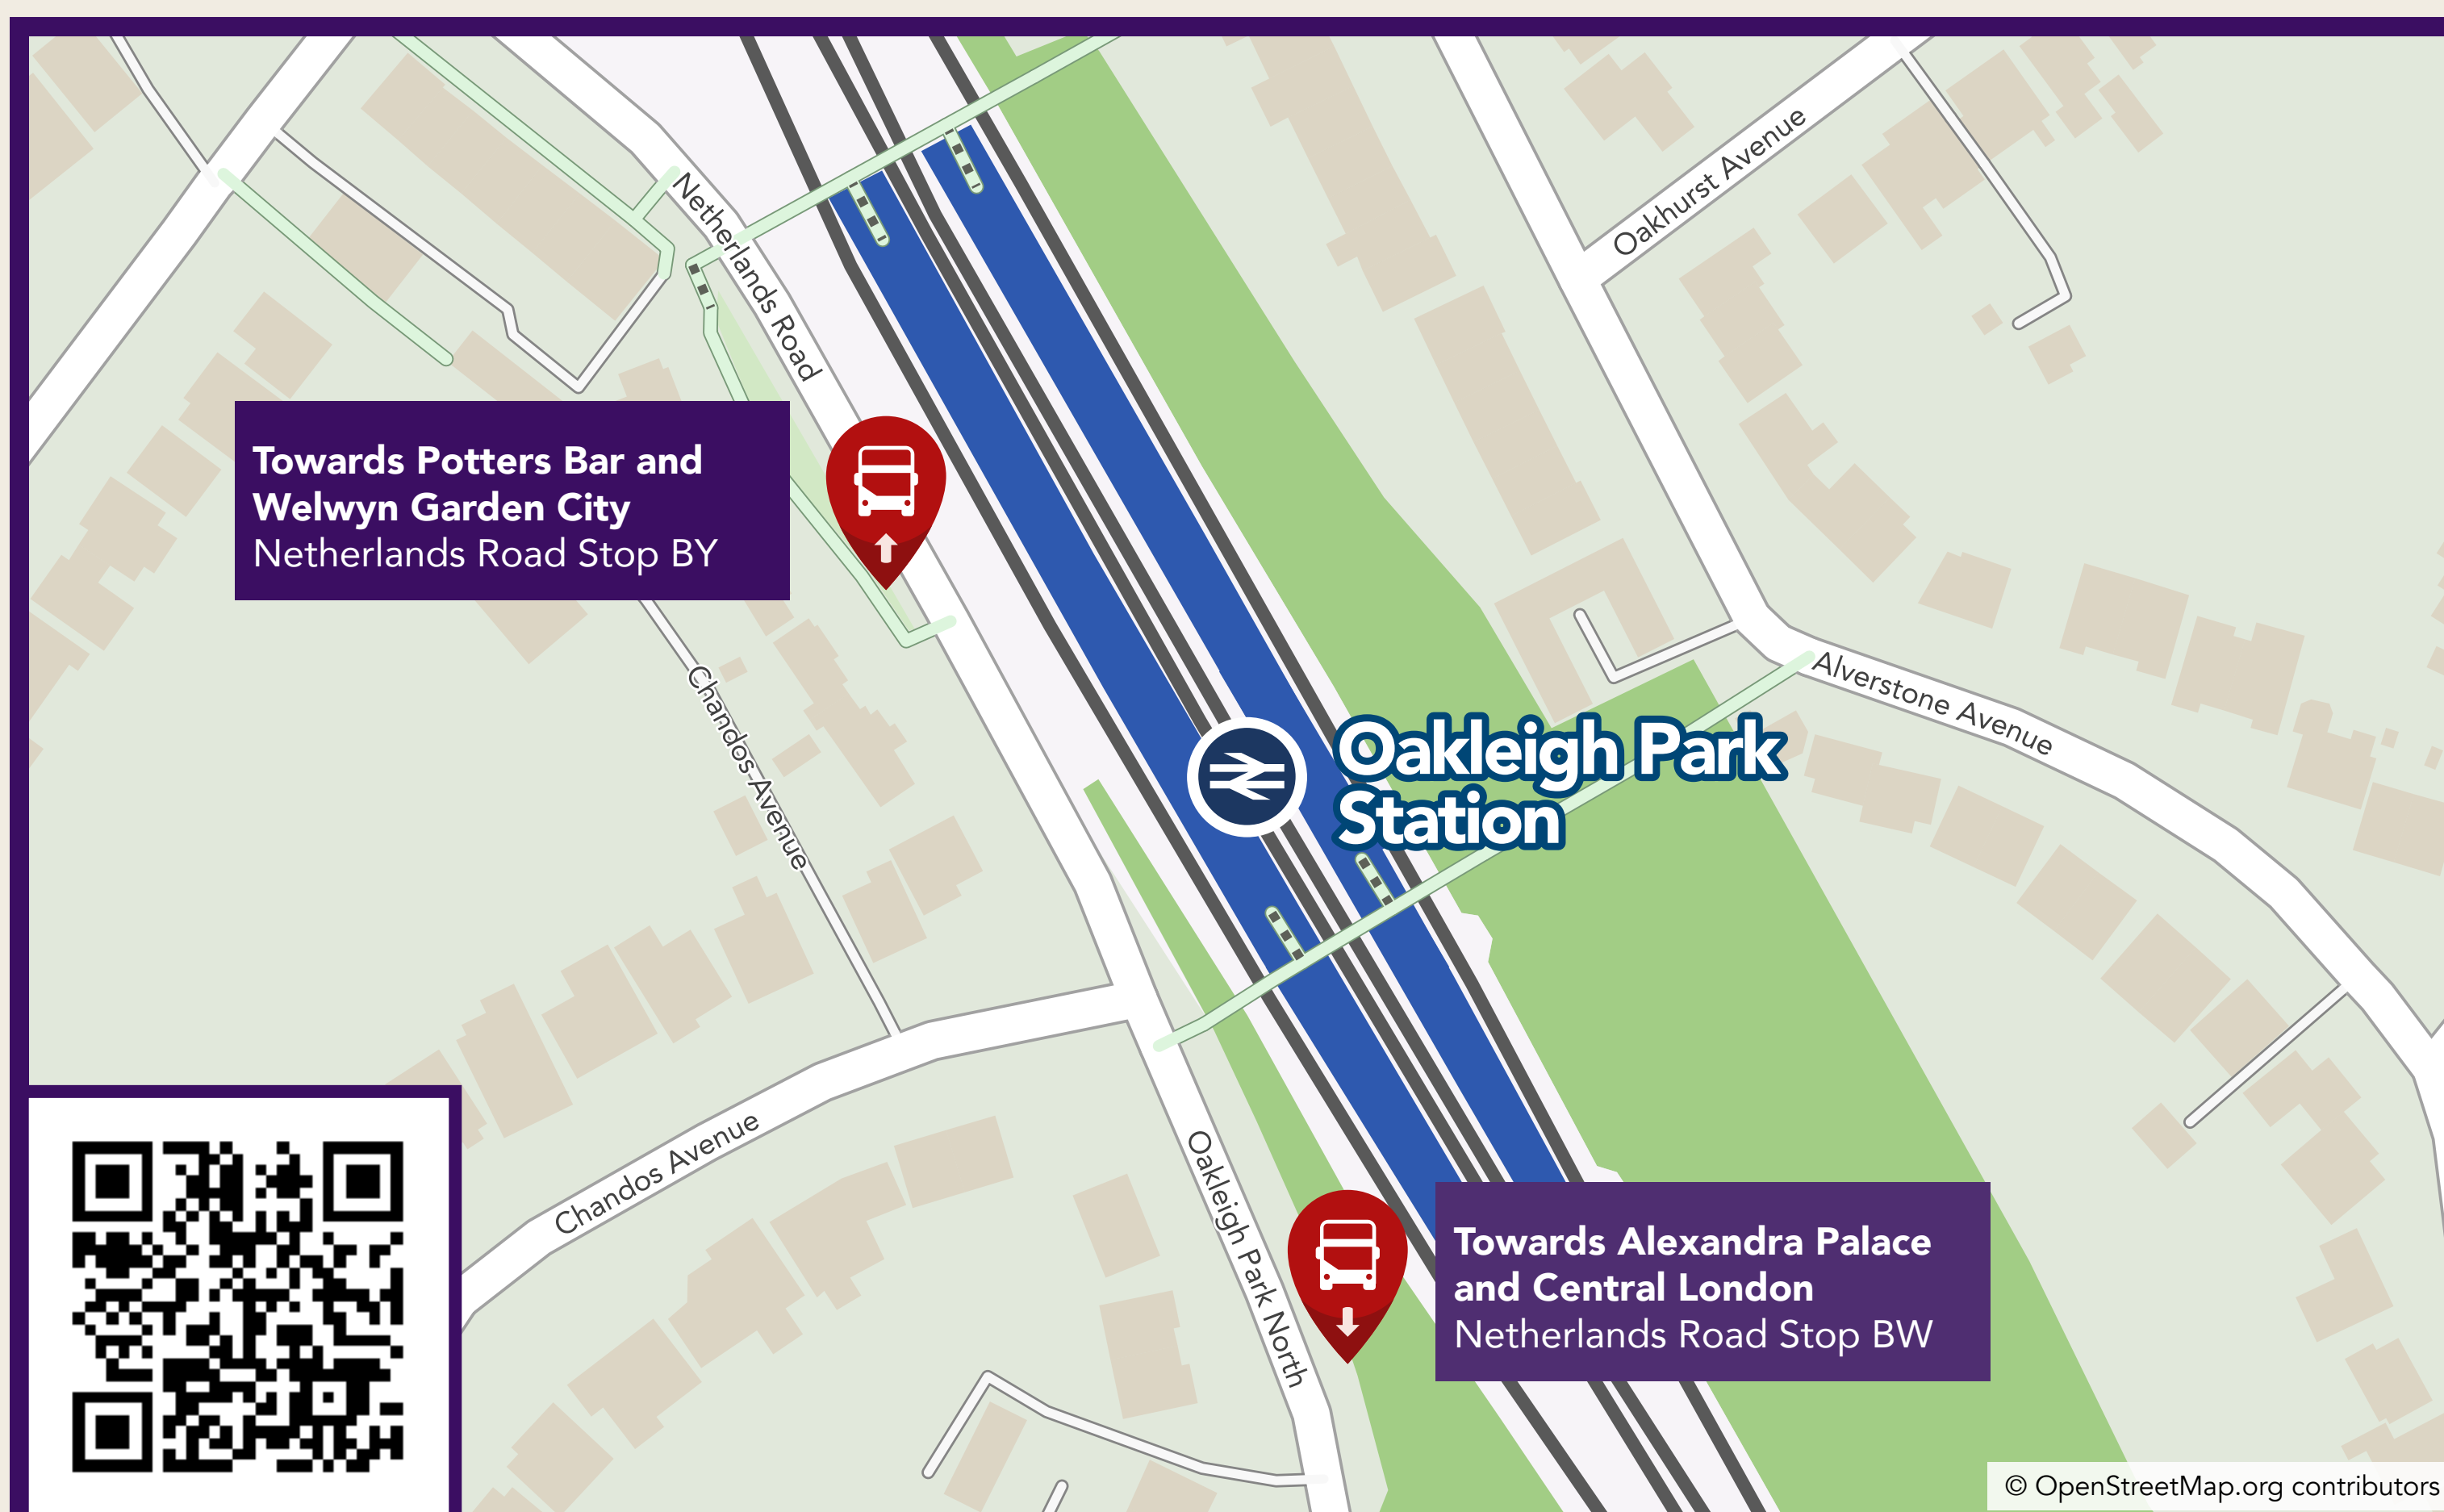 Netherlands Road
Oakhurst Avenue
Towards Potters Bar and
Welwyn Garden City
Netherlands Road Stop BY
Chandos Avenue
Alverstone Avenue
Oakleigh Park
Station
Chandos Avenue
Oakleigh Park North
Towards Alexandra Palace
and Central London
Netherlands Road Stop BW
© OpenStreetMap.org contributors